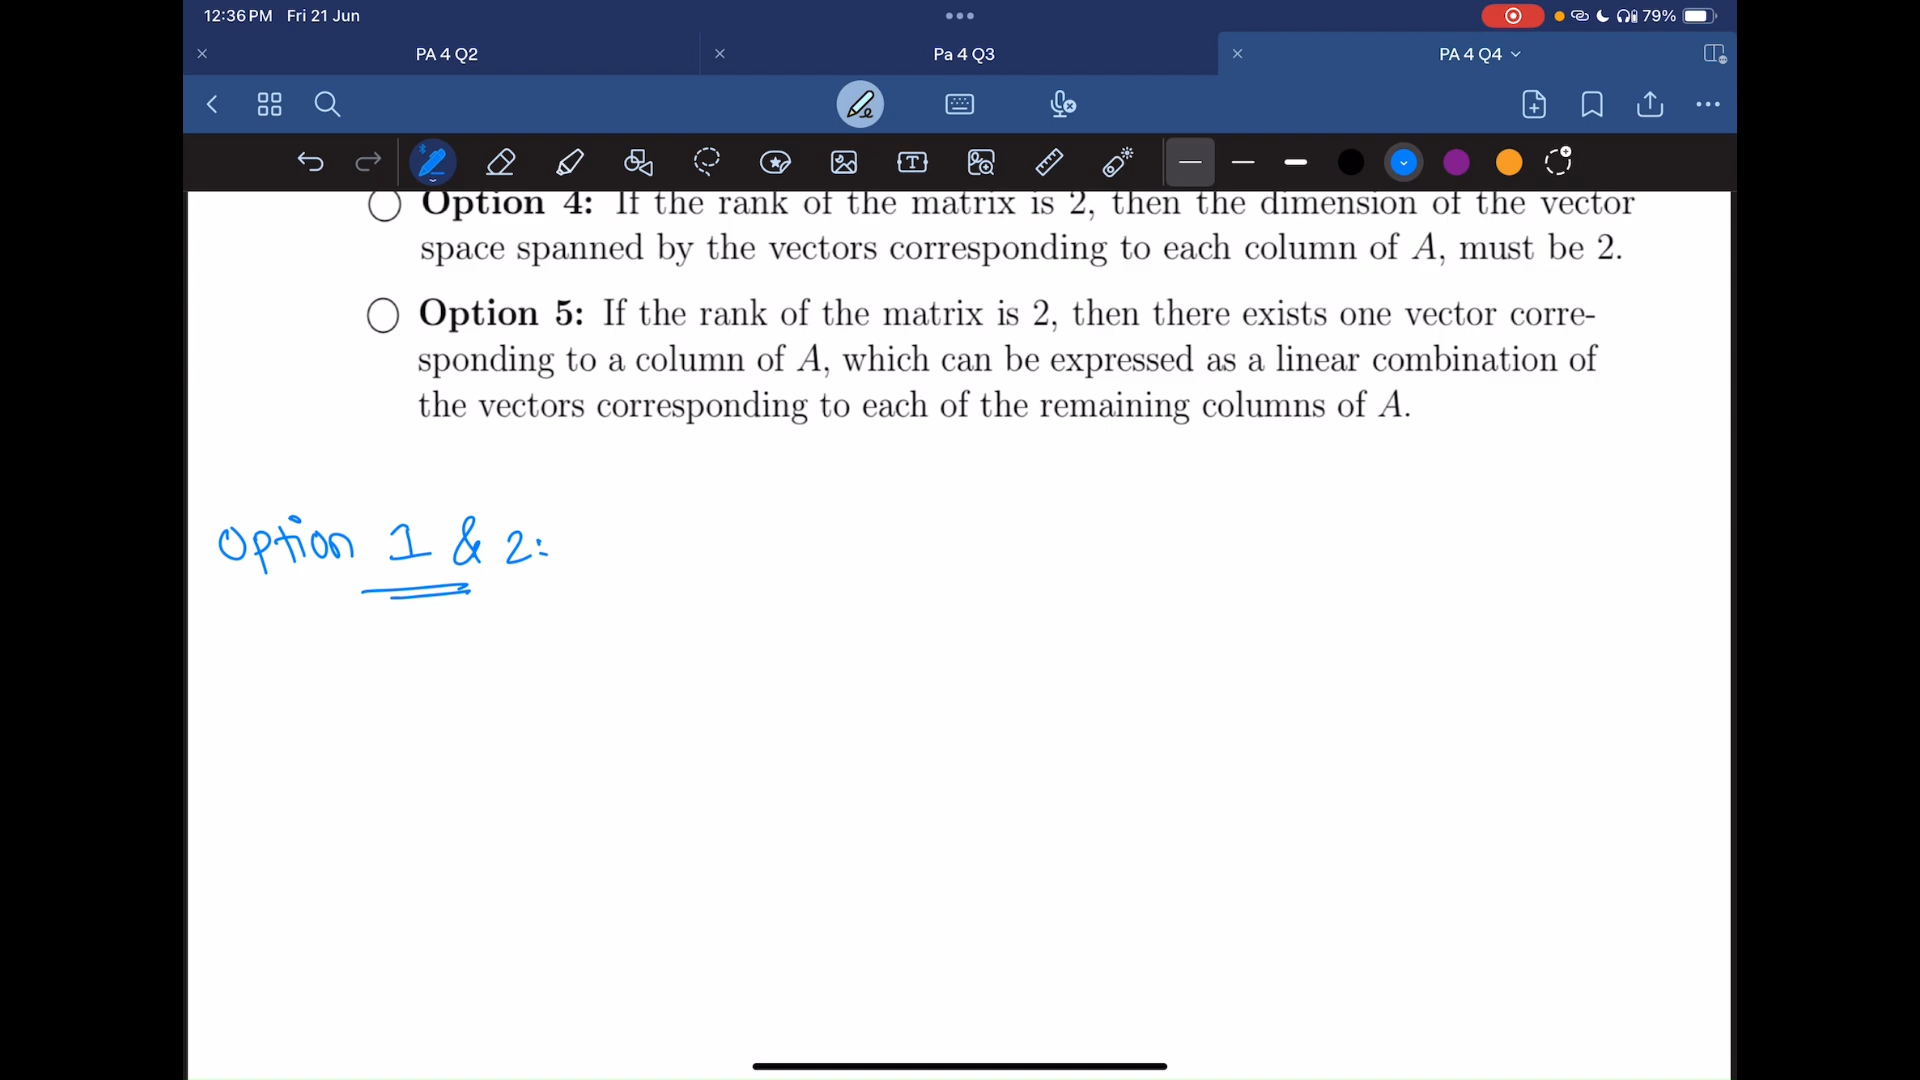 12:36 PM Fri 21 Jun
79%
PA 4 Q2
Pa 4 Q3
PA 4 Q4
Option 4: If the rank of the matrix is 2, then the dimension of the vector
space spanned by the vectors corresponding to each column of A, must be 2.
Option 5: If the rank of the matrix is 2, then there exists one vector corre-
sponding to a column of A, which can be expressed as a linear combination of
the vectors corresponding to each of the remaining columns of A.
Option 1 & 2: